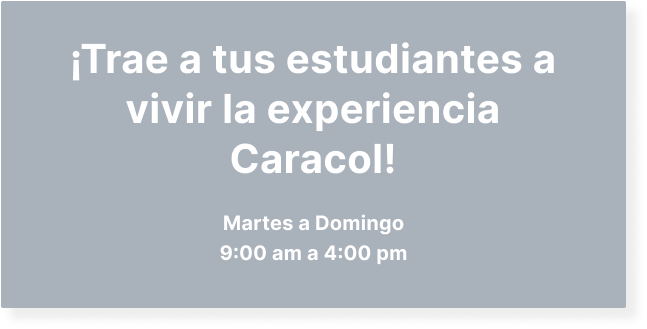 ¡Trae a tus estudiantes a
vivir la experiencia
Caracol!
Martes a Domingo
9:00 am a 4:00 pm